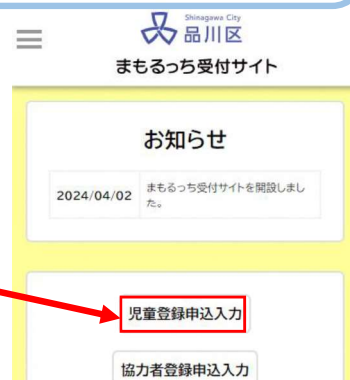 Shinagawa City
品川区
まもるっち受付サイト
お知らせ
2024/04/02 まもるっち受付サイトを開設しまし
た。
児童登録申込入力
協力者登録申込入力